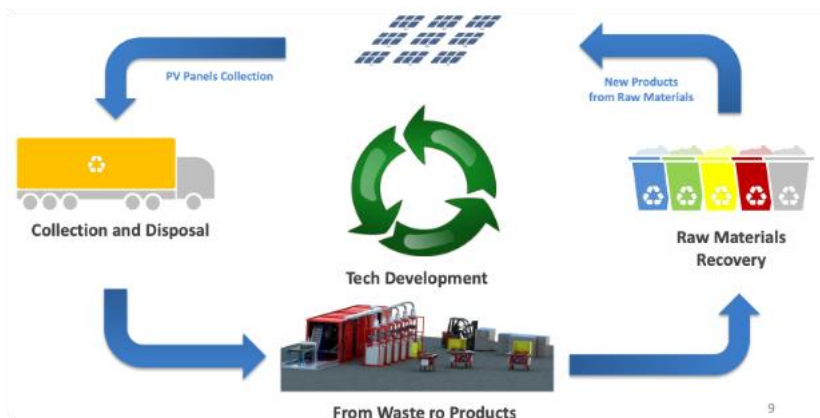 PV Panels Collection
New Products
from Raw Materials
Collection and Disposal
Raw Materials
Recovery
Tech Development
From Waste ro Products
9